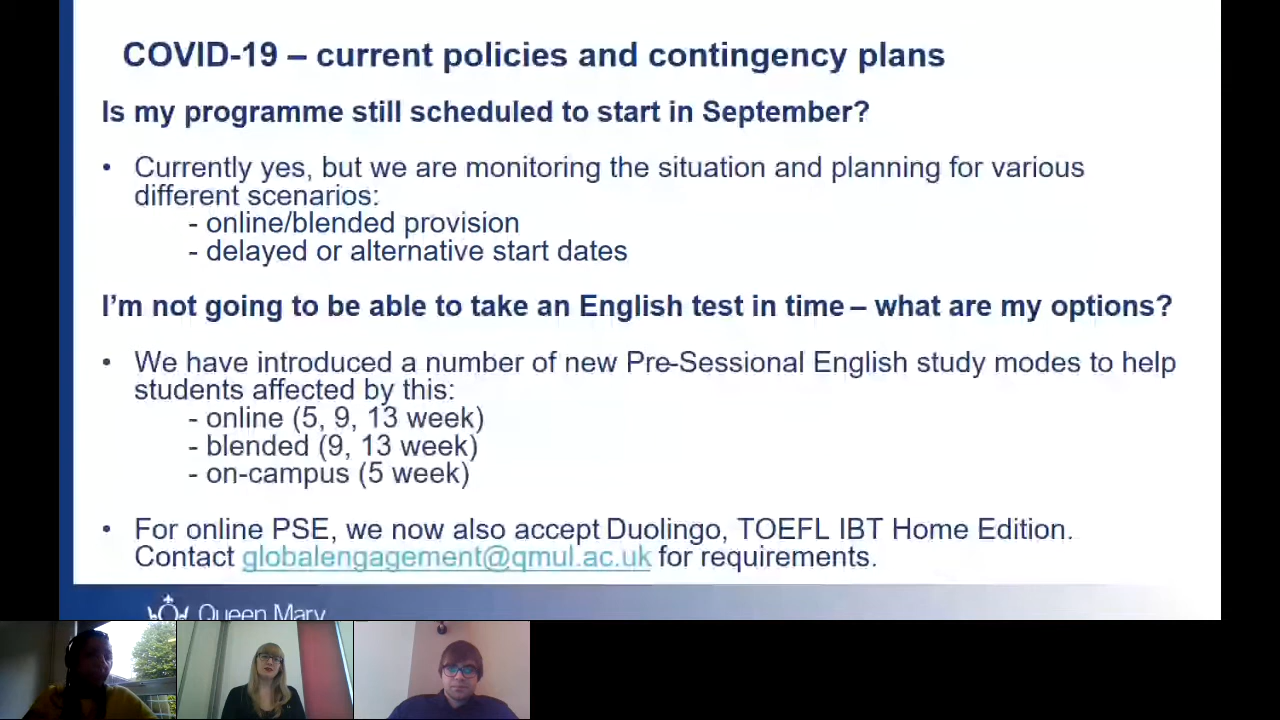 COVID-19 – current policies and contingency plans
Is my programme still scheduled to start in September?
• Currently yes, but we are monitoring the situation and planning for various
different scenarios:
- online/blended provision
- delayed or alternative start dates
I'm not going to be able to take an English test in time – what are my options?
• We have introduced a number of new Pre-Sessional English study modes to help
students affected by this:
- online (5, 9, 13 week)
- blended (9, 13 week)
- on-campus (5 week)
• For online PSE, we now also accept Duolingo, TOEFL IBT Home Edition.
Contact globalengagement@qmul.ac.uk for requirements.
Queen Mary